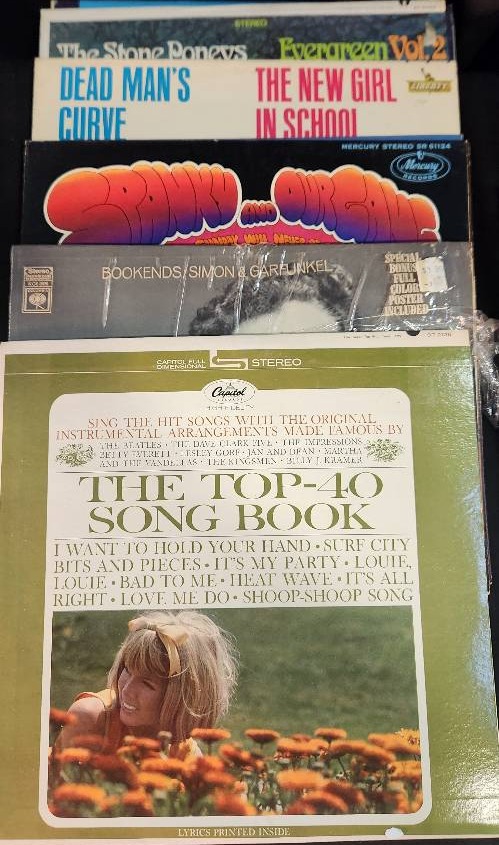 STEREO
The Stone Poneys Evergreen Vol. 2
DEAD MAN'S
CURVE
THE NEW GIRL
IN SCHOOL
LIBERTY
MERCURY STEREO SR 61124
Mercury
RECORDS
SPANKY AND OUR GANG
BOOKENDS/SIMON & GARFUNKEL
SPECIAL
BONUS
FULL
COLOR
POSTER
INCLUDED
CAPITOL FULL
DIMENSIONAL
STEREO
Capitol
SING THE HIT SONGS WITH THE ORIGINAL
INSTRUMENTAL ARRANGEMENTS MADE FAMOUS BY
THE BEATLES • THE DAVE CLARK FIVE • THE IMPRESSIONS
BETTY EVERETT • LESLEY GORE • JAN AND DEAN • MARTHA
AND THE VANDELLAS • THE KINGSMEN • BILLY J. KRAMER
THE TOP-40
SONG BOOK
I WANT TO HOLD YOUR HAND • SURF CITY
BITS AND PIECES • IT'S MY PARTY • LOUIE,
LOUIE • BAD TO ME • HEAT WAVE • IT'S ALL
RIGHT • LOVE ME DO • SHOOP-SHOOP SONG
LYRICS PRINTED INSIDE